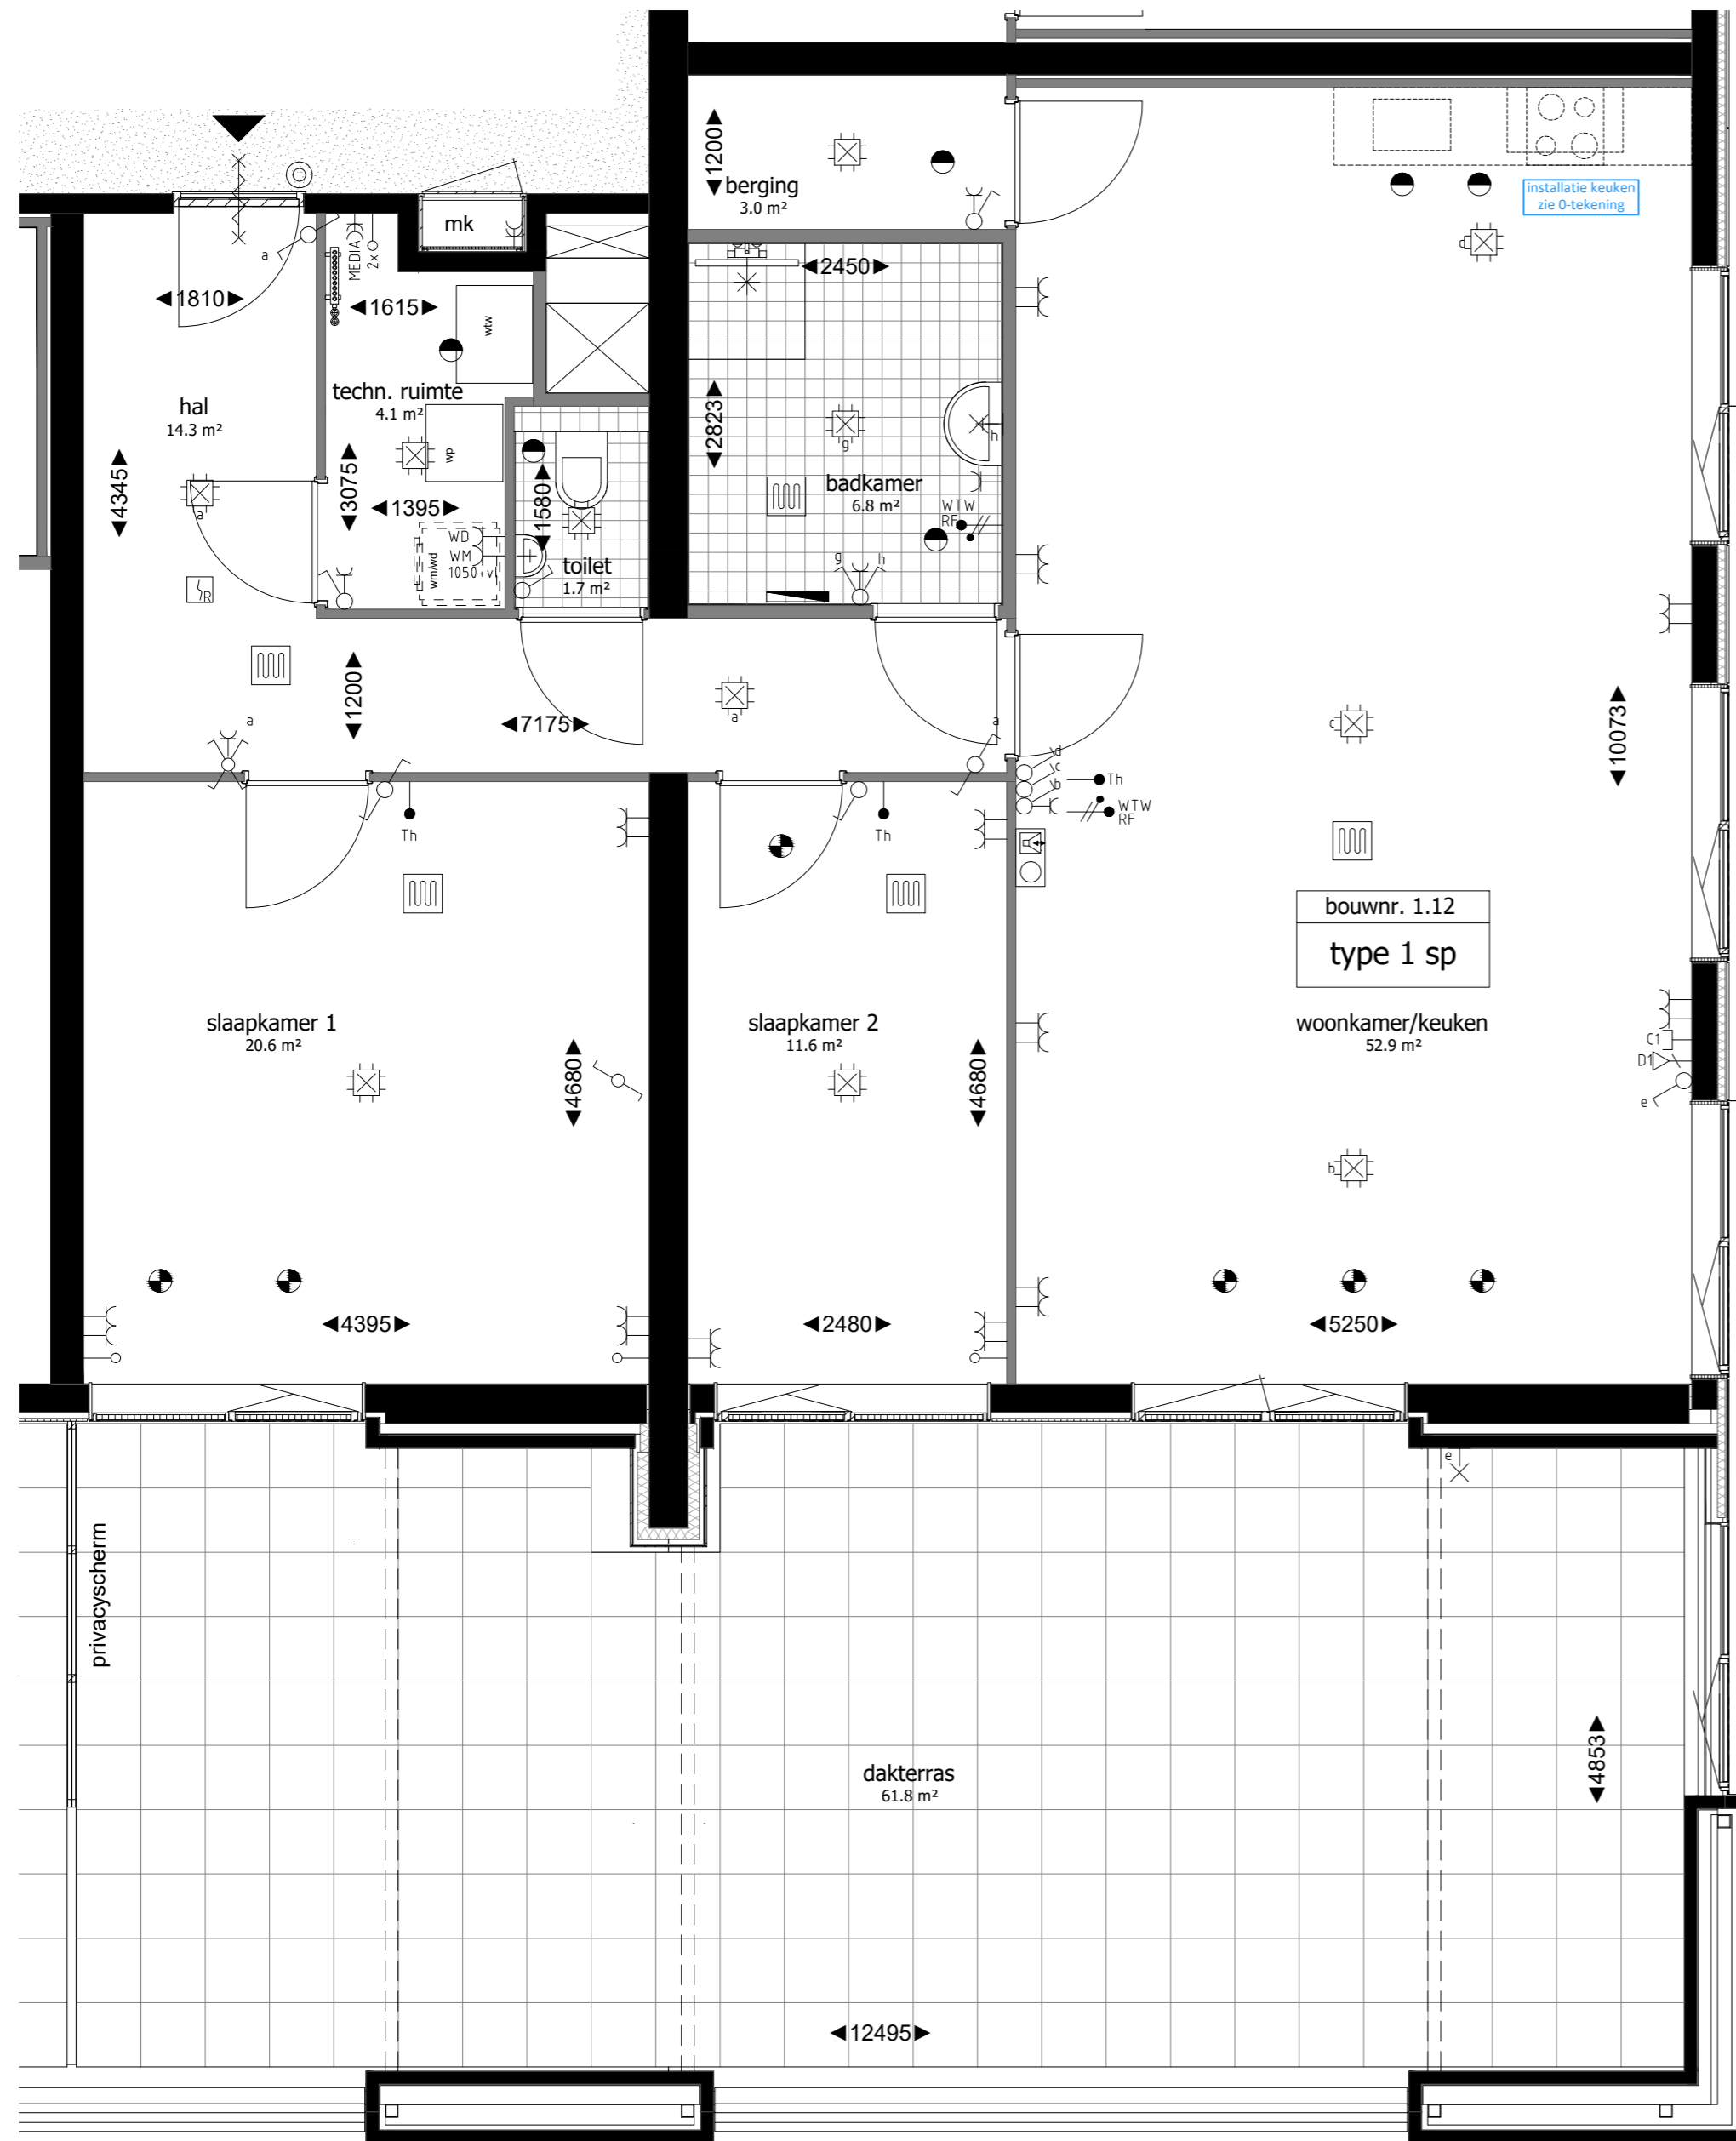 1200
berging
3.0 m²
installatie keuken
zie 0-tekening
mk
a
MEDIA
2x
d
2450
1810
1615
wtw
techn. ruimte
4.1 m²
hal
14.3 m²
2823
h
g
wp
4345
3075
badkamer
6.8 m²
1580
1395
WTW
RF
a
WD
WM
1050+vl
wm/wd
toilet
1.7 m²
g
h
R
1200
a
7175
a
a
c
10073
d
c
b
Th
WTW
RF
Th
Th
bouwnr. 1.12
type 1 sp
slaapkamer 1
20.6 m²
slaapkamer 2
11.6 m²
woonkamer/keuken
52.9 m²
C1
D1
e
4680
4680
b
4395
2480
5250
e
privacyscherm
4853
dakterras
61.8 m²
12495